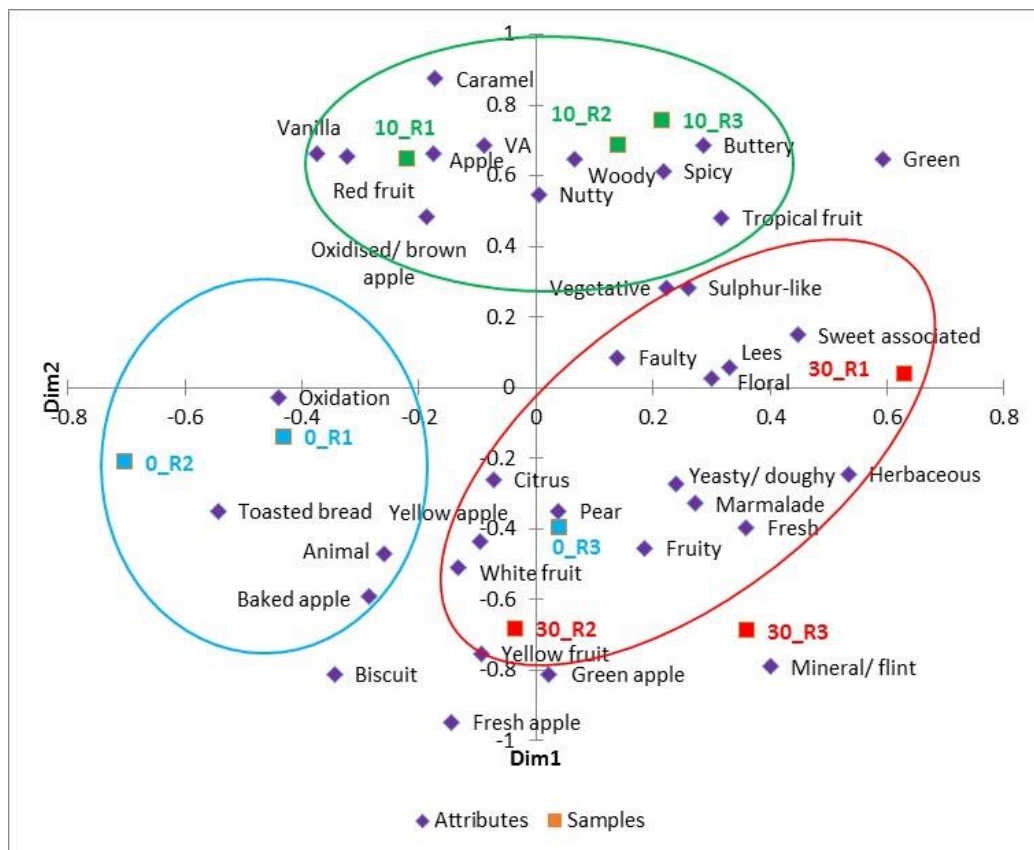 1
Caramel
0.8
10_R2
10_R3
Vanilla
10_R1
VA
Buttery
Green
Apple
0.6
Woody
Spicy
Red fruit
Nutty
Tropical fruit
Oxidised/ brown
apple
0.4
Vegetative
Sulphur-like
0.2
Sweet associated
Faulty
Lees
30_R1
Floral
Dim2
0
-0.8
-0.6
-0.4
-0.2
0
0.2
0.4
0.6
0.8
Oxidation
0_R1
0_R2
-0.2
Citrus
Yeasty/ doughy
Herbaceous
Marmalade
Toasted bread
Yellow apple
Pear
-0.4
Fresh
0_R3
Animal
Fruity
White fruit
Baked apple
-0.6
30_R2
30_R3
Yellow fruit
Mineral/ flint
Biscuit
-0.8
Green apple
Fresh apple
-1
Dim1
Attributes
Samples